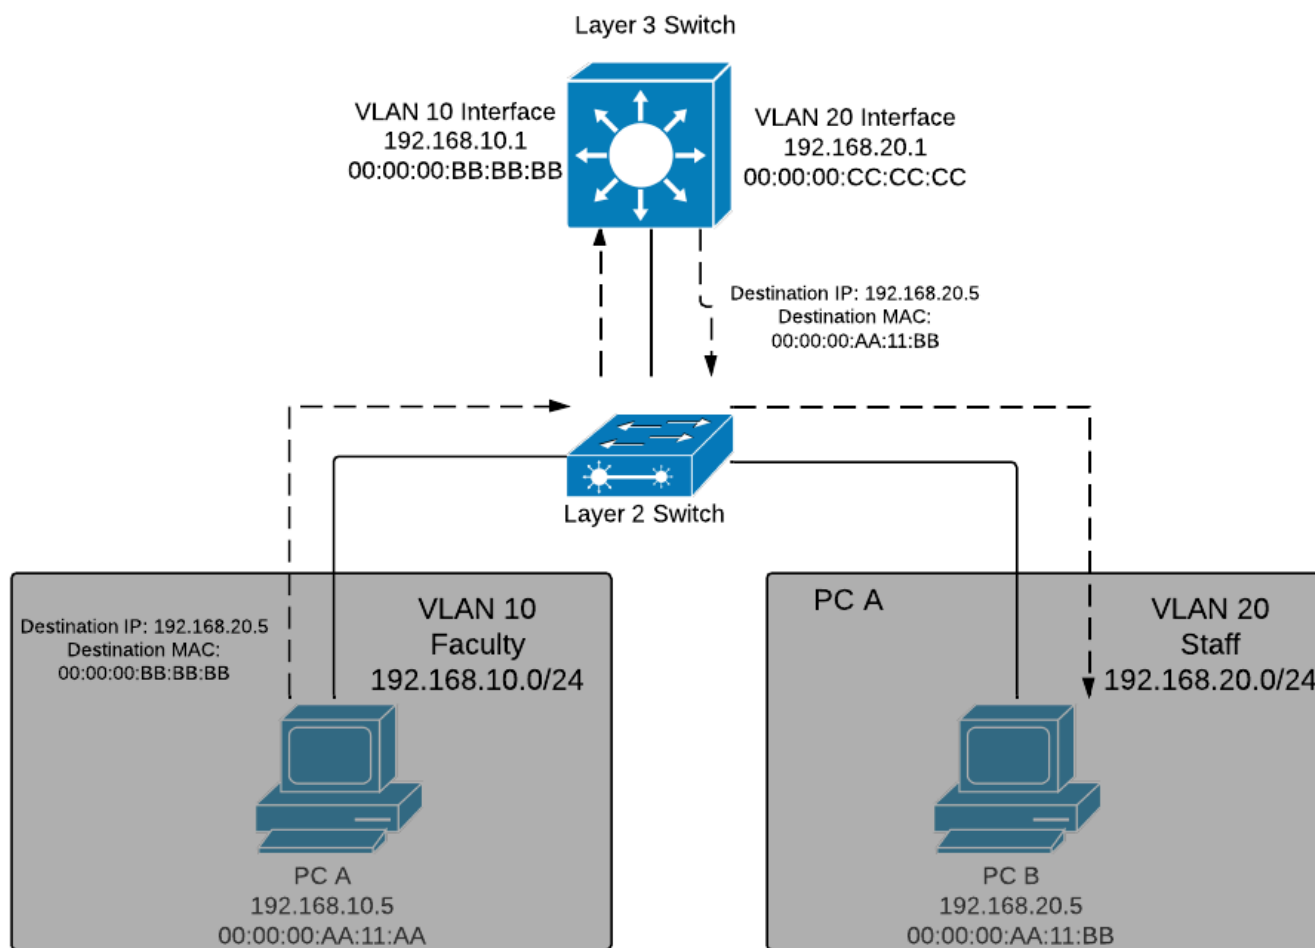 Layer 3 Switch
VLAN 10 Interface
192.168.10.1
00:00:00:BB:BB:BB
VLAN 20 Interface
192.168.20.1
00:00:00:CC:CC:CC
Destination IP: 192.168.20.5
Destination MAC:
00:00:00:AA:11:BB
Layer 2 Switch
Destination IP: 192.168.20.5
Destination MAC:
00:00:00:BB:BB:BB
VLAN 10
Faculty
192.168.10.0/24
PC A
192.168.10.5
00:00:00:AA:11:AA
PC A
VLAN 20
Staff
192.168.20.0/24
PC B
192.168.20.5
00:00:00:AA:11:BB